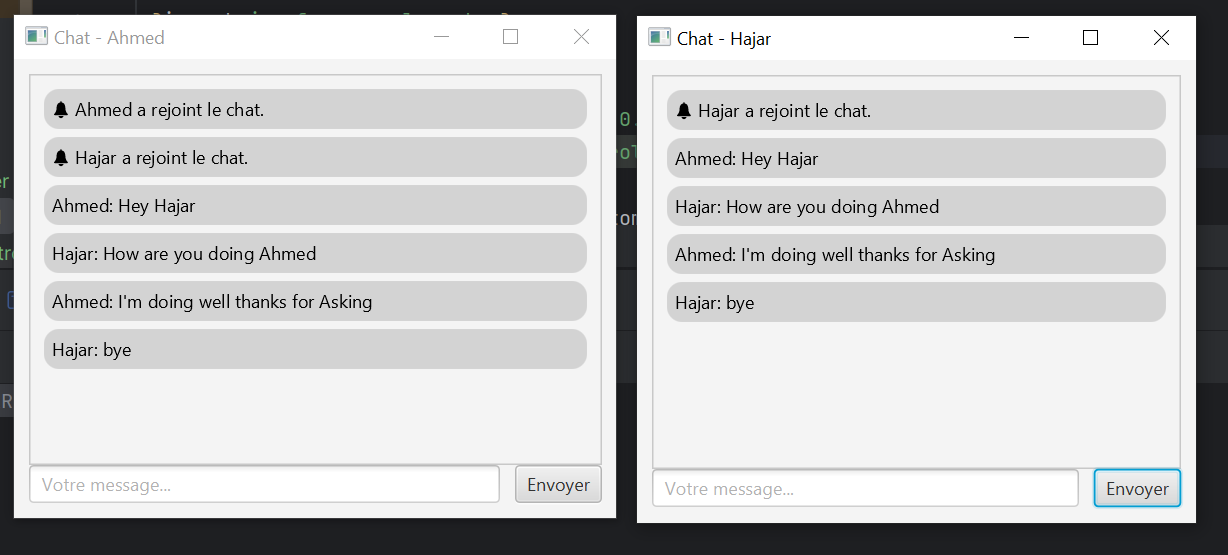 Chat - Ahmed
🔔 Ahmed a rejoint le chat.
🔔 Hajar a rejoint le chat.
Ahmed: Hey Hajar
Hajar: How are you doing Ahmed
Ahmed: I'm doing well thanks for Asking
Hajar: bye
Votre message...
Envoyer
Chat - Hajar
🔔 Hajar a rejoint le chat.
Ahmed: Hey Hajar
Hajar: How are you doing Ahmed
Ahmed: I'm doing well thanks for Asking
Hajar: bye
Votre message...
Envoyer